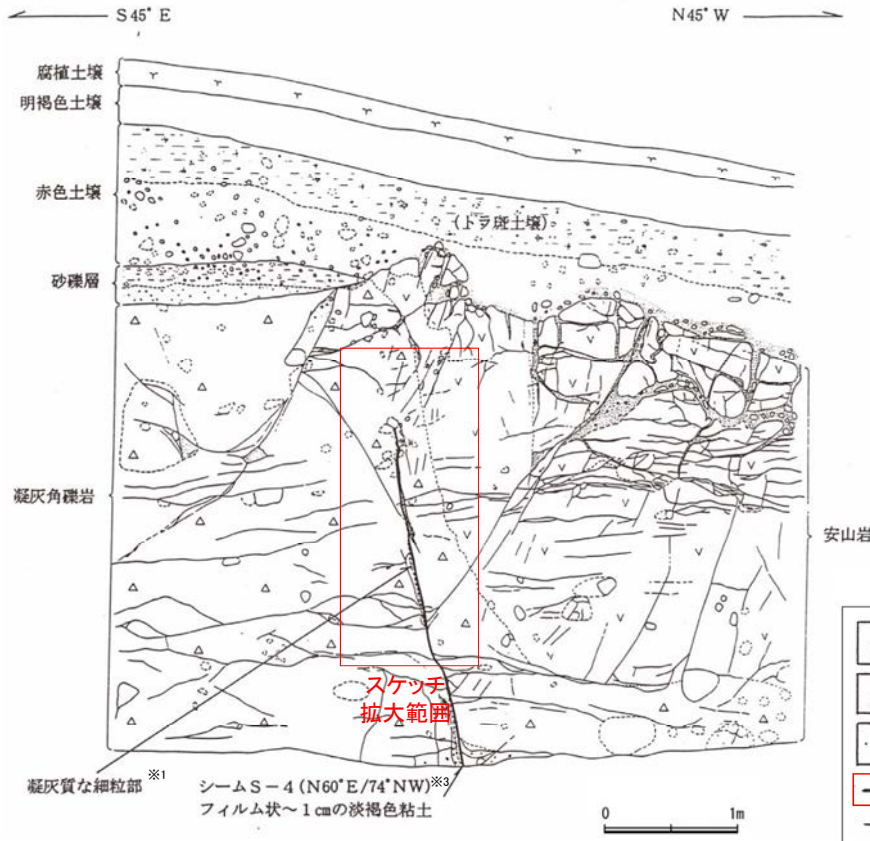 S45°E
N45°W
腐植土壌
明褐色土壌
赤色土壌
(トラ斑土壌)
砂礫層
凝灰角礫岩
安山岩
スケッチ
拡大範囲
凝灰質な細粒部 ※1
シームS-4(N60°E/74°NW)※3
フィルム状~1㎝の淡褐色粘土
0 1m